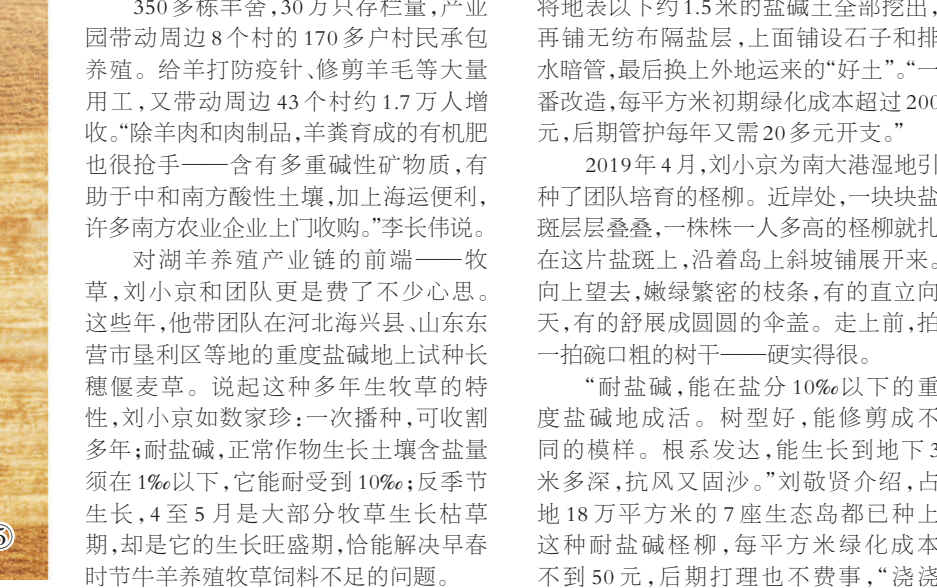 350多栋羊舍,30万只存栏量,产业
园带动周边8个村的170多户村民承包
养殖。给羊打防疫针、修剪羊毛等大量
用工,又带动周边43个村约1.7万人增
收。“除羊肉和肉制品,羊粪育成的有机肥
也很抢手——含有多重碱性矿物质,有
助于中和南方酸性土壤,加上海运便利,
许多南方农业企业上门收购。”李长伟说。
对湖羊养殖产业链的前端——牧
草,刘小京和团队更是费了不少心思。
这些年,他带团队在河北海兴县、山东东
营市垦利区等地的重度盐碱地上试种长
穗偃麦草。说起这种多年生牧草的特
性,刘小京如数家珍:一次播种,可收割
多年;耐盐碱,正常作物生长土壤含盐量
须在1‰以下,它能耐受到10‰;反季节
生长,4至5月是大部分牧草生长枯草
期,却是它的生长旺盛期,恰能解决早春
时节牛羊养殖牧草饲料不足的问题。
将地表以下约1.5米的盐碱土全部挖出,
再铺无纺布隔盐层,上面铺设石子和排
水暗管,最后换上外地运来的“好土”。“一
番改造,每平方米初期绿化成本超过200
元,后期管护每年又需20多元开支。”
2019年4月,刘小京为南大港湿地引
种了团队培育的柽柳。近岸处,一块块盐
斑层层叠叠,一株株一人多高的柽柳就扎
在这片盐斑上,沿着岛上斜坡铺展开来。
向上望去,嫩绿繁密的枝条,有的直立向
天,有的舒展成圆圆的伞盖。走上前,拍
一拍碗口粗的树干——硬实得很。
“耐盐碱,能在盐分10‰以下的重
度盐碱地成活。树型好,能修剪成不
同的模样。根系发达,能生长到地下3
米多深,抗风又固沙。”刘敬贤介绍,占
地18万平方米的7座生态岛都已种上
这种耐盐碱柽柳,每平方米绿化成本
不到50元,后期打理也不费事,“浇浇